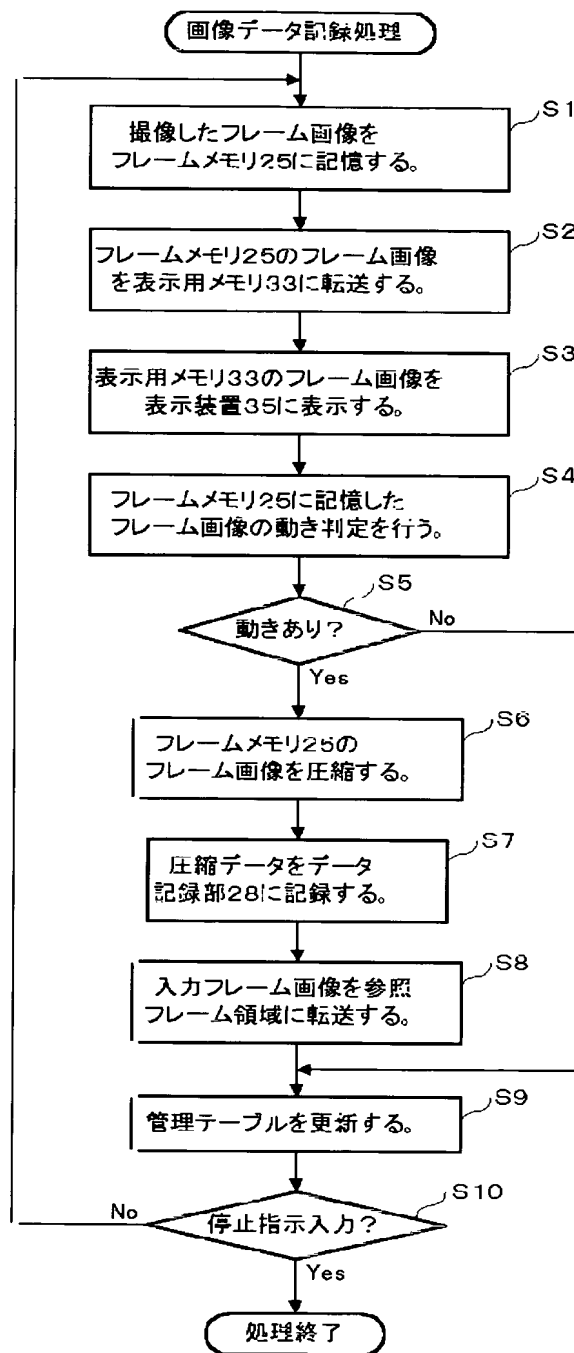 画像データ記録処理
S1
撮像したフレーム画像を
フレームメモリ25に記憶する。
S2
フレームメモリ25のフレーム画像
を表示用メモリ33に転送する。
S3
表示用メモリ33のフレーム画像を
表示装置35に表示する。
S4
フレームメモリ25に記憶した
フレーム画像の動き判定を行う。
S5
動きあり?
No
Yes
S6
フレームメモリ25の
フレーム画像を圧縮する。
S7
圧縮データをデータ
記録部28に記録する。
S8
入力フレーム画像を参照
フレーム領域に転送する。
S9
管理テーブルを更新する。
S10
停止指示入力?
No
Yes
処理終了